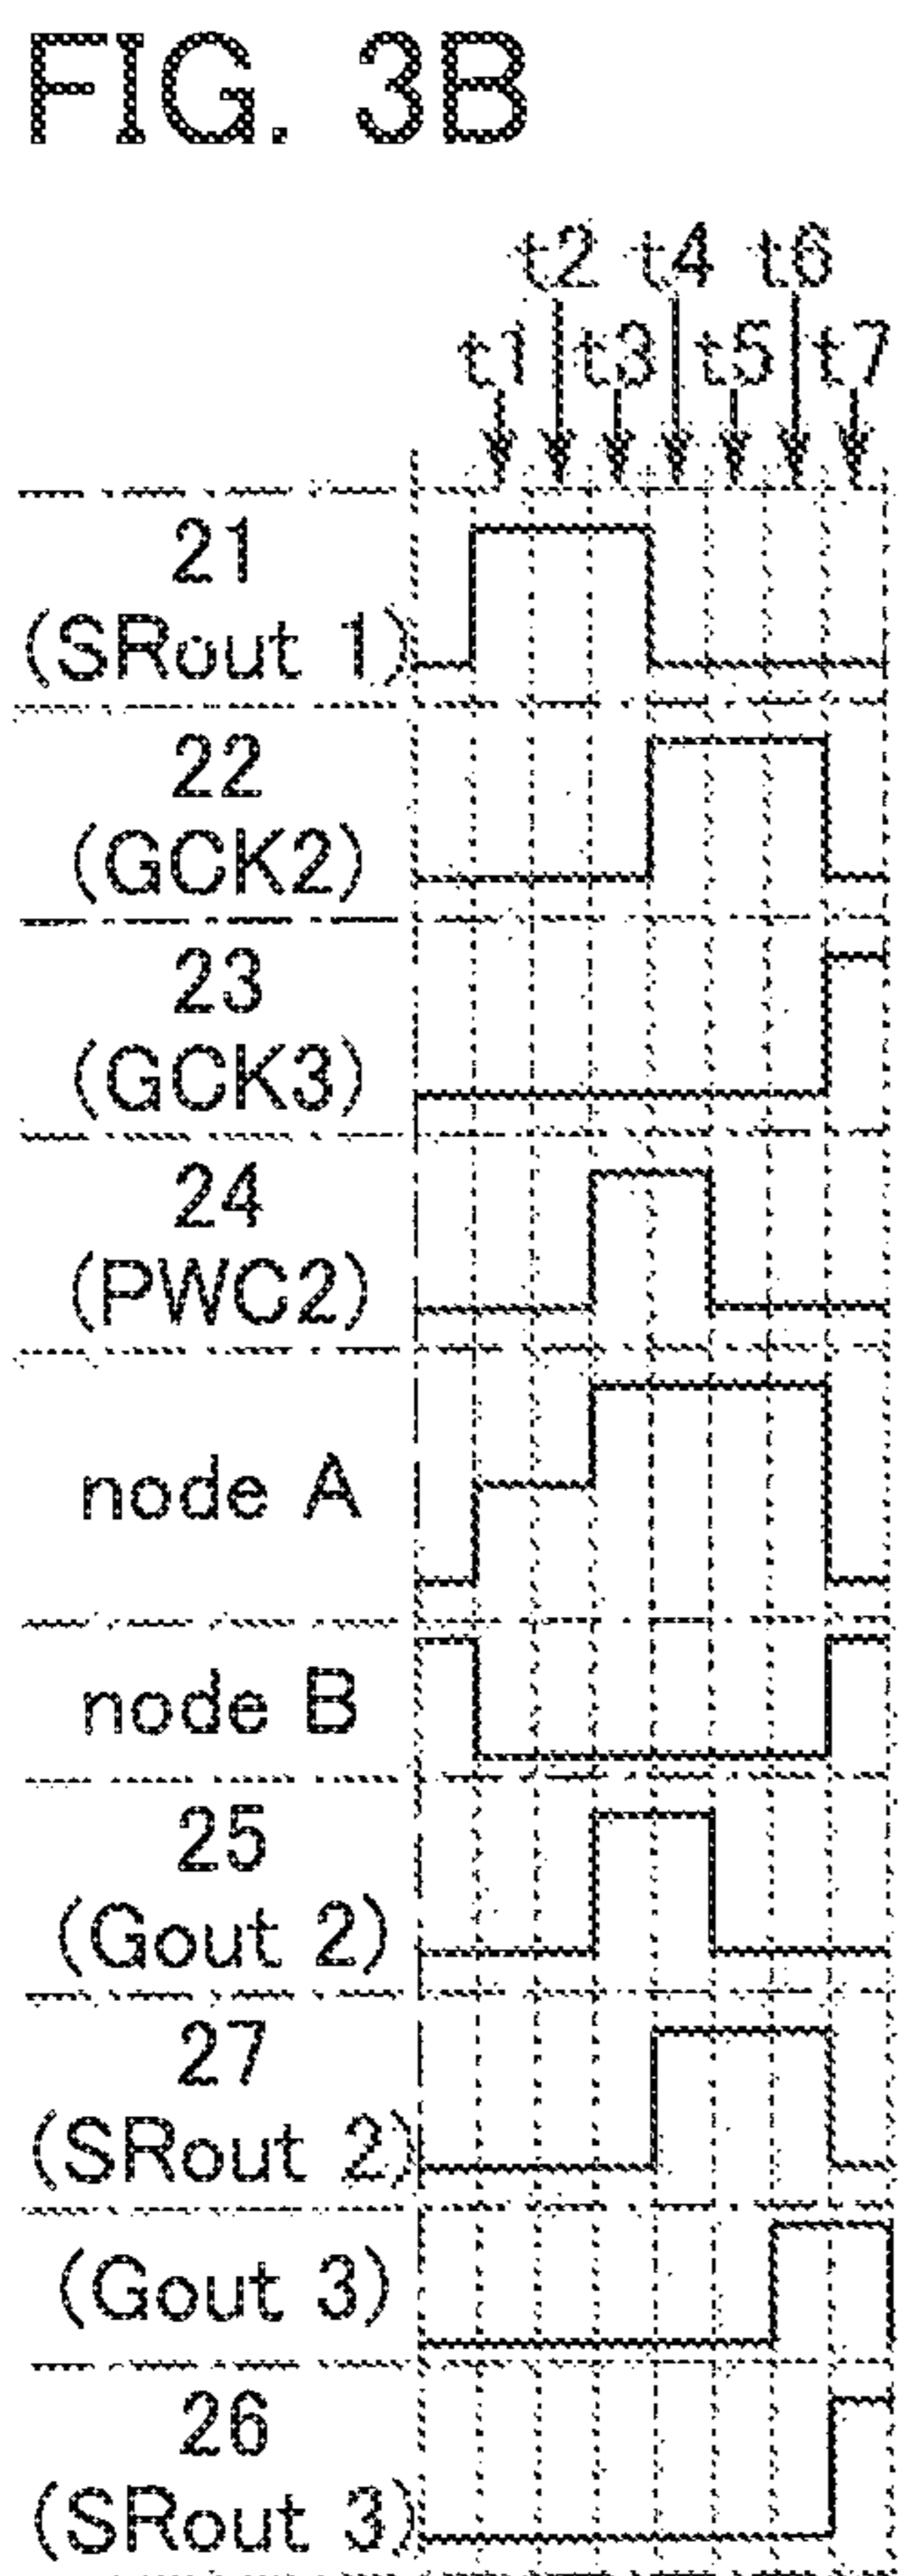 FIG. 3B
t2 t4 t6
t1 t3 t5 t7
21
(SRout 1)
22
(GCK2)
23
(GCK3)
24
(PWC2)
node A
node B
25
(Gout 2)
27
(SRout 2)
(Gout 3)
26
(SRout 3)